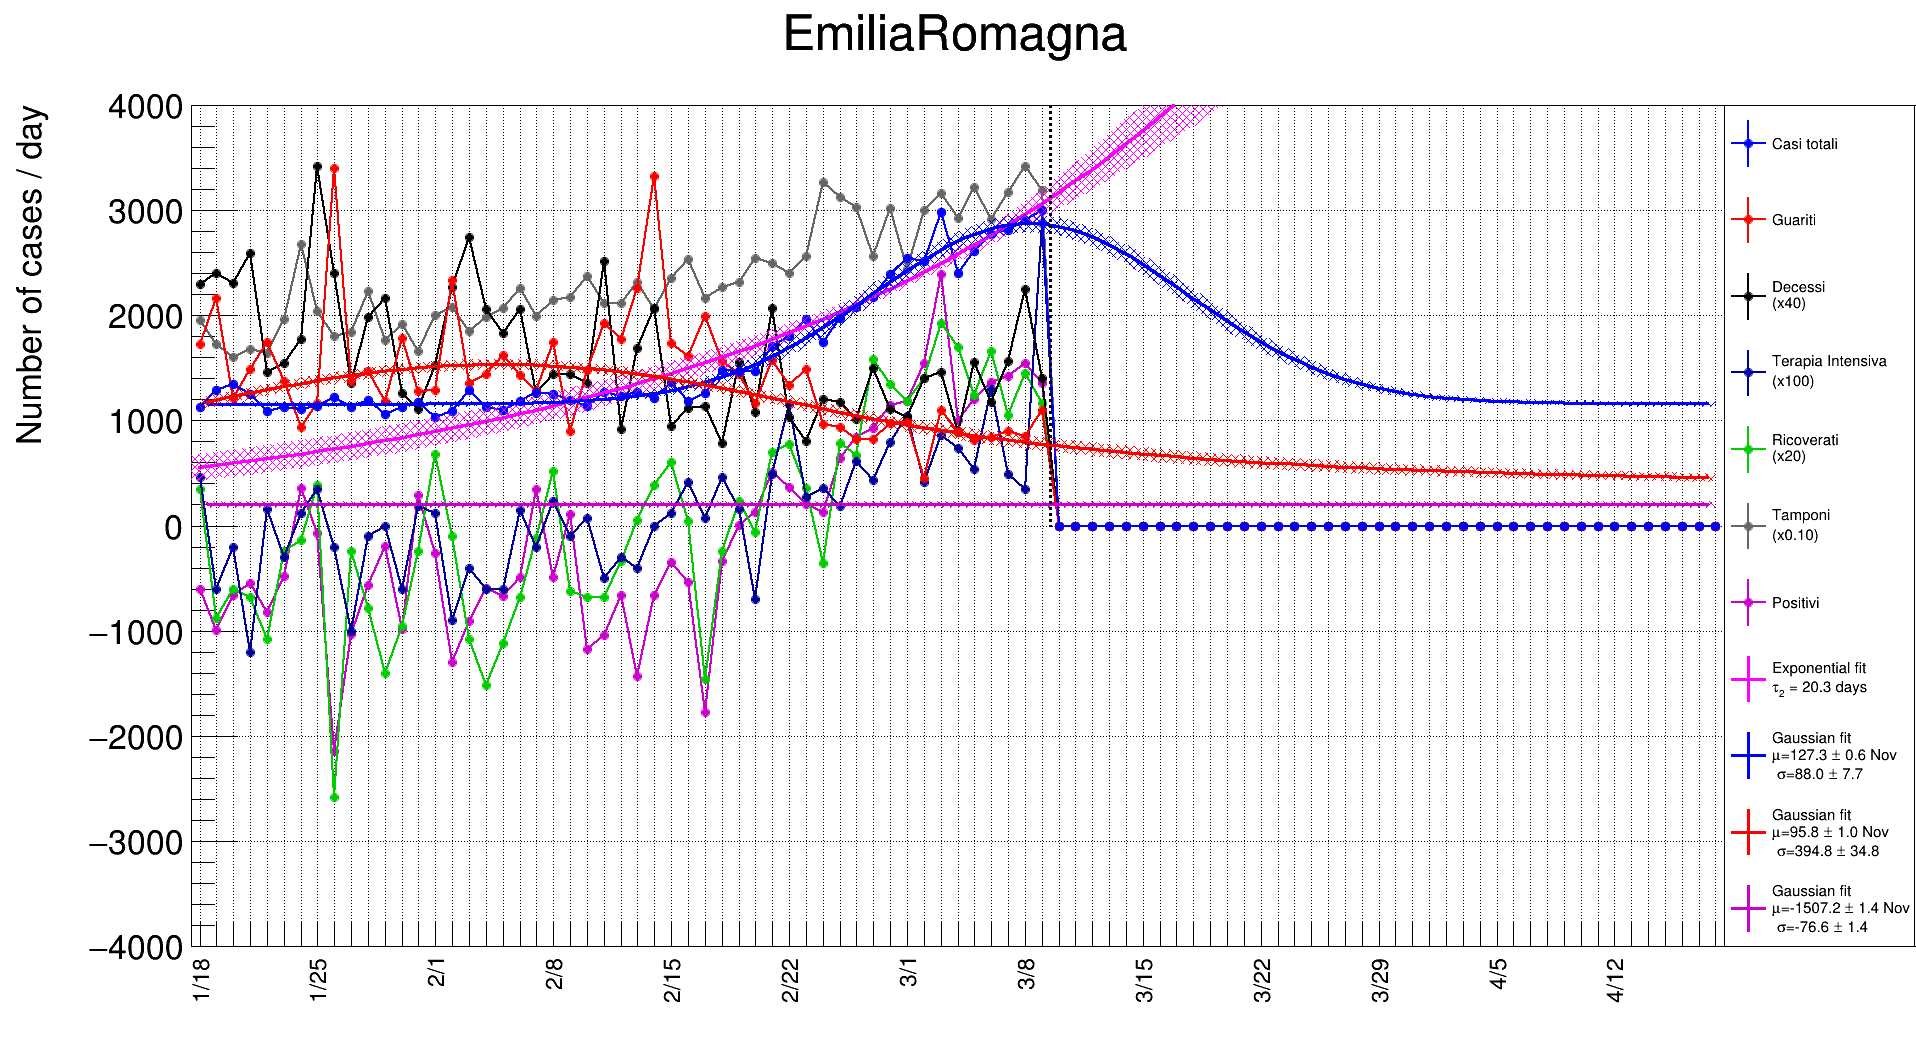 EmiliaRomagna
Number of cases / day
4000
3000
2000
1000
0
−1000
−2000
−3000
−4000
1/18
1/25
2/1
2/8
2/15
2/22
3/1
3/8
3/15
3/22
3/29
4/5
4/12
Casi totali
Guariti
Decessi
(x40)
Terapia Intensiva
(x100)
Ricoverati
(x20)
Tamponi
(x0.10)
Positivi
Exponential fit
τ2 = 20.3 days
Gaussian fit
μ=127.3 ± 0.6 Nov
σ=88.0 ± 7.7
Gaussian fit
μ=95.8 ± 1.0 Nov
σ=394.8 ± 34.8
Gaussian fit
μ=-1507.2 ± 1.4 Nov
σ=-76.6 ± 1.4